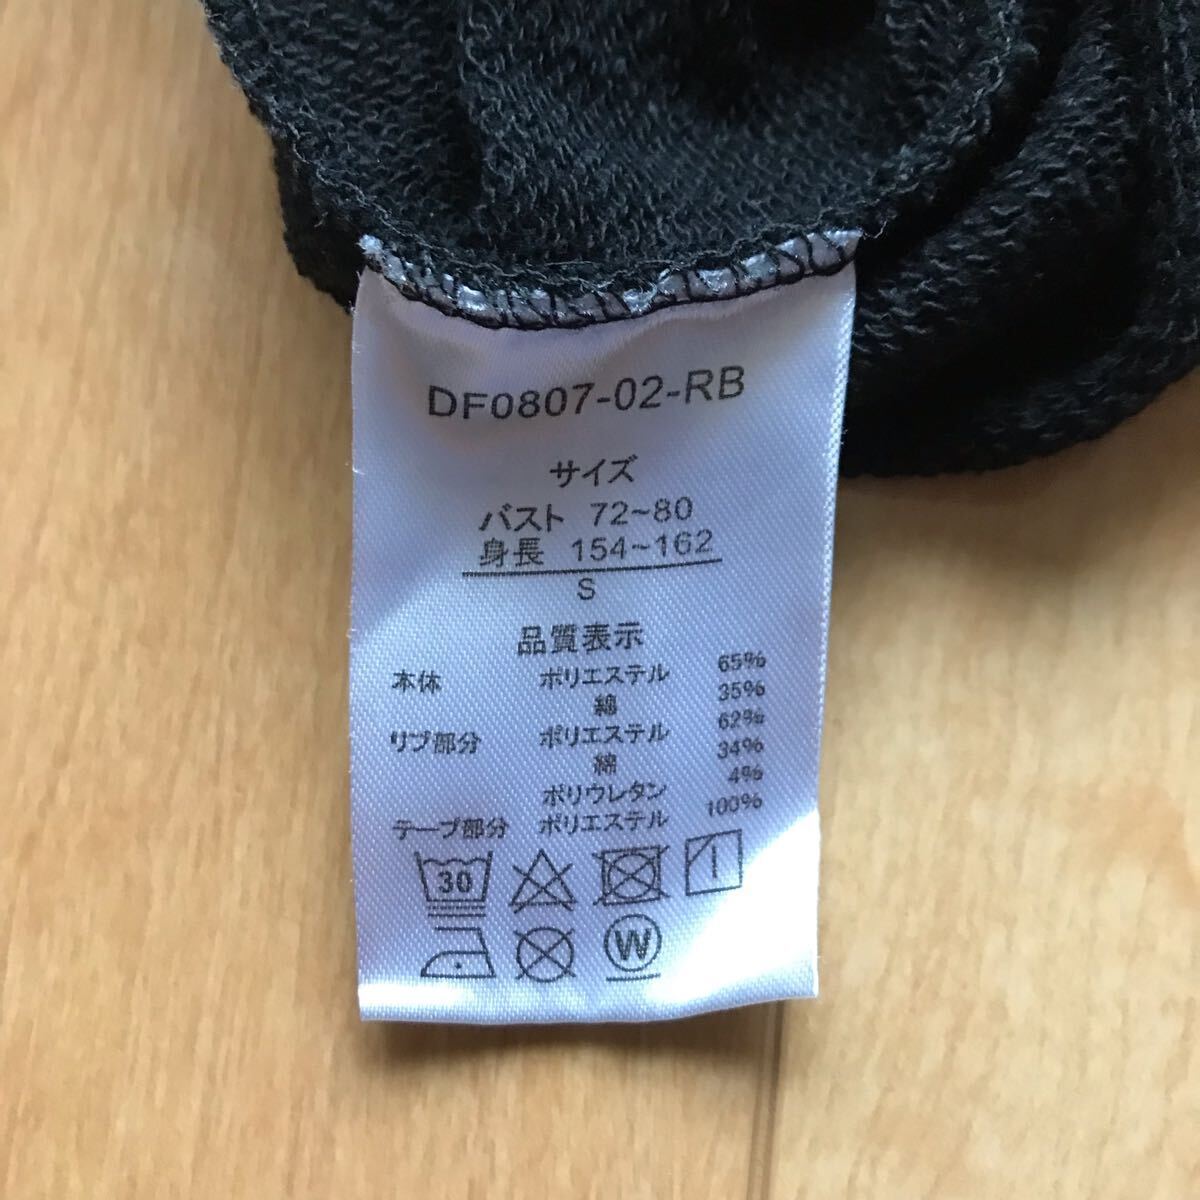 DF0807-02-RB
サイズ
バスト 72~80
身長 154~162
S
品質表示
本体 ポリエステル 65%
綿 35%
リブ部分 ポリエステル 62%
綿 34%
ポリウレタン 4%
テープ部分 ポリエステル 100%
30
W